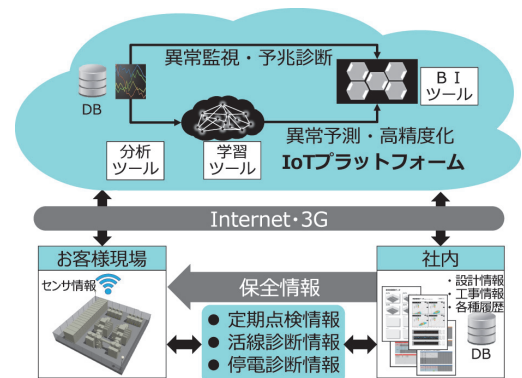 異常監視・予兆診断
DB
BI
ツール
異常予測・高精度化
分析
ツール
学習
ツール
IoTプラットフォーム
Internet・3G
お客様現場
センサ情報
保全情報
● 定期点検情報
● 活線診断情報
● 停電診断情報
社内
・設計情報
・工事情報
・各種履歴
DB